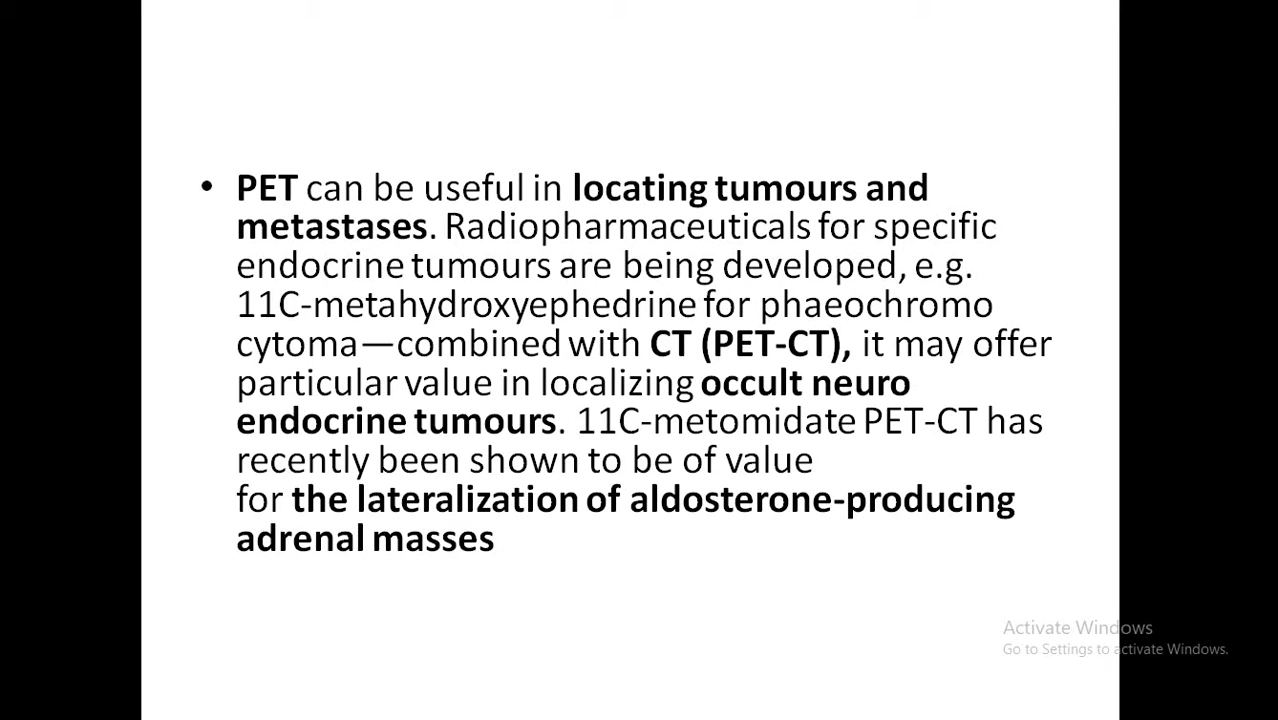 • PET can be useful in locating tumours and
metastases. Radiopharmaceuticals for specific
endocrine tumours are being developed, e.g.
11C-metahydroxyephedrine for phaeochromo
cytoma—combined with CT (PET-CT), it may offer
particular value in localizing occult neuro
endocrine tumours. 11C-metomidate PET-CT has
recently been shown to be of value
for the lateralization of aldosterone-producing
adrenal masses
Activate Windows
Go to Settings to activate Windows.